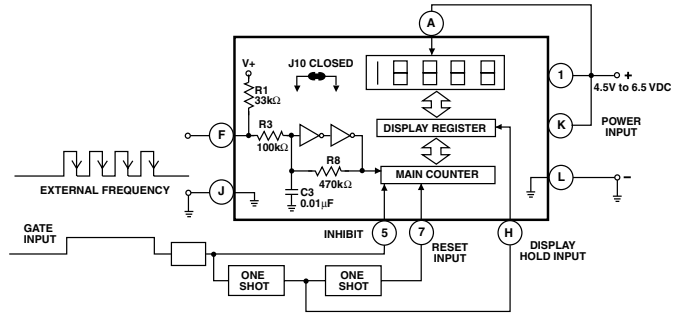 A
V+
J10 CLOSED
R1
33kΩ
1
+
4.5V to 6.5 VDC
F
R3
100kΩ
DISPLAY REGISTER
K
POWER
INPUT
R8
470kΩ
MAIN COUNTER
EXTERNAL FREQUENCY
J
C3
0.01µF
L
–
GATE
INPUT
INHIBIT
5
7
RESET
INPUT
H
DISPLAY
HOLD INPUT
ONE
SHOT
ONE
SHOT